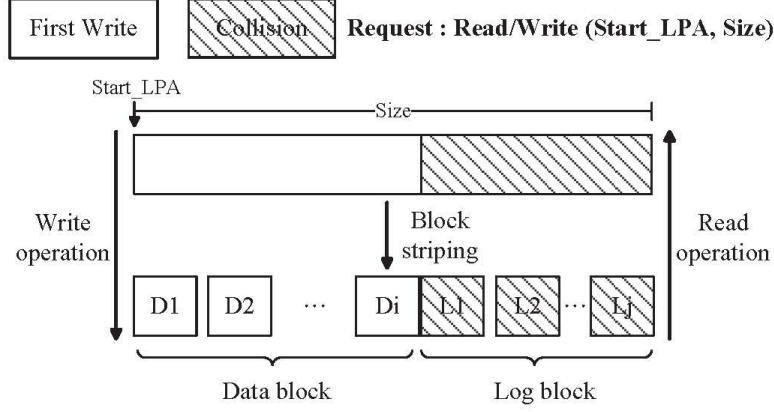 First Write
Collision
Request : Read/Write (Start_LPA, Size)
Start_LPA
Size
Write
operation
Block
striping
Read
operation
D1
D2
...
Di
L1
L2
...
Lj
Data block
Log block